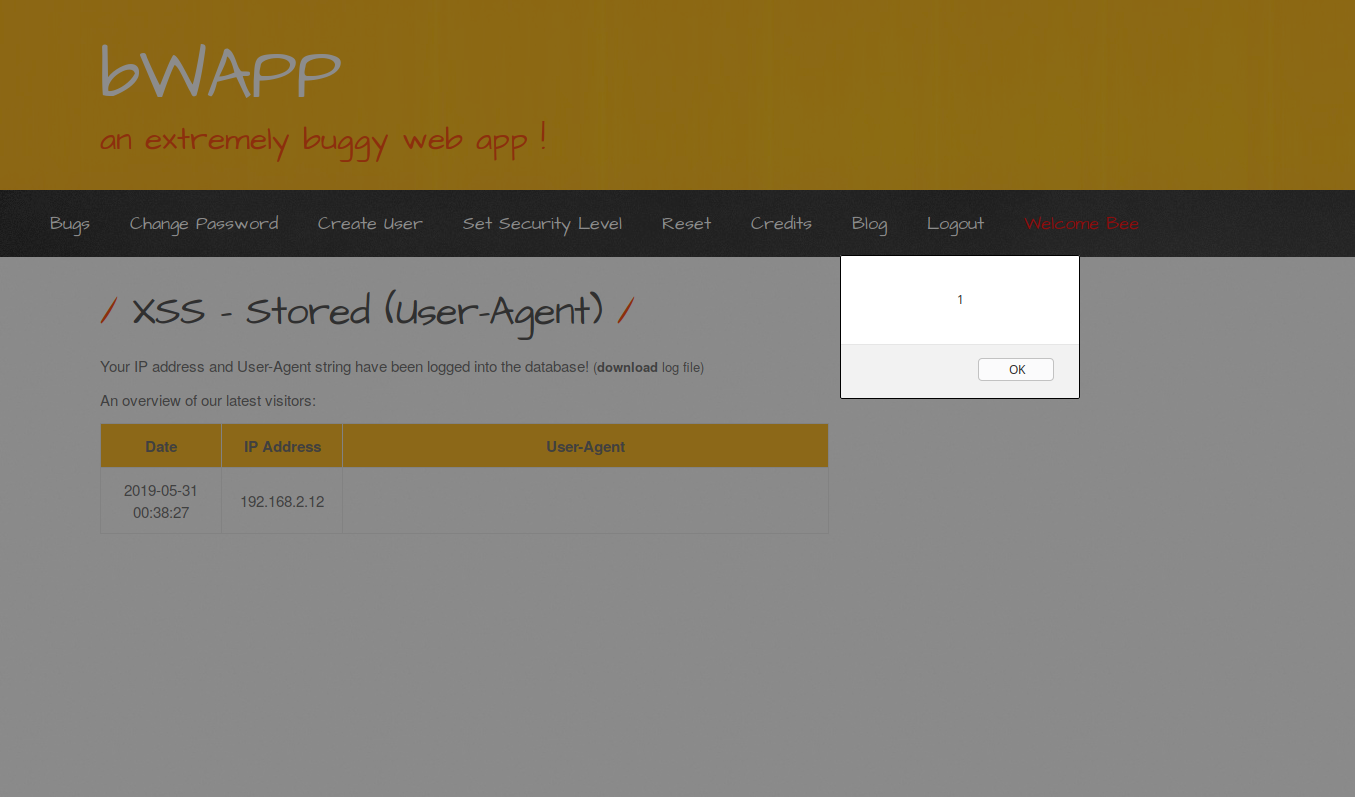 bWAPP
an extremely buggy web app !
Bugs Change Password Create User Set Security Level Reset Credits Blog Logout Welcome Bee
/ XSS - Stored (User-Agent) /
1
OK
Your IP address and User-Agent string have been logged into the database! (download log file)
An overview of our latest visitors:
Date IP Address User-Agent
2019-05-31
00:38:27
192.168.2.12